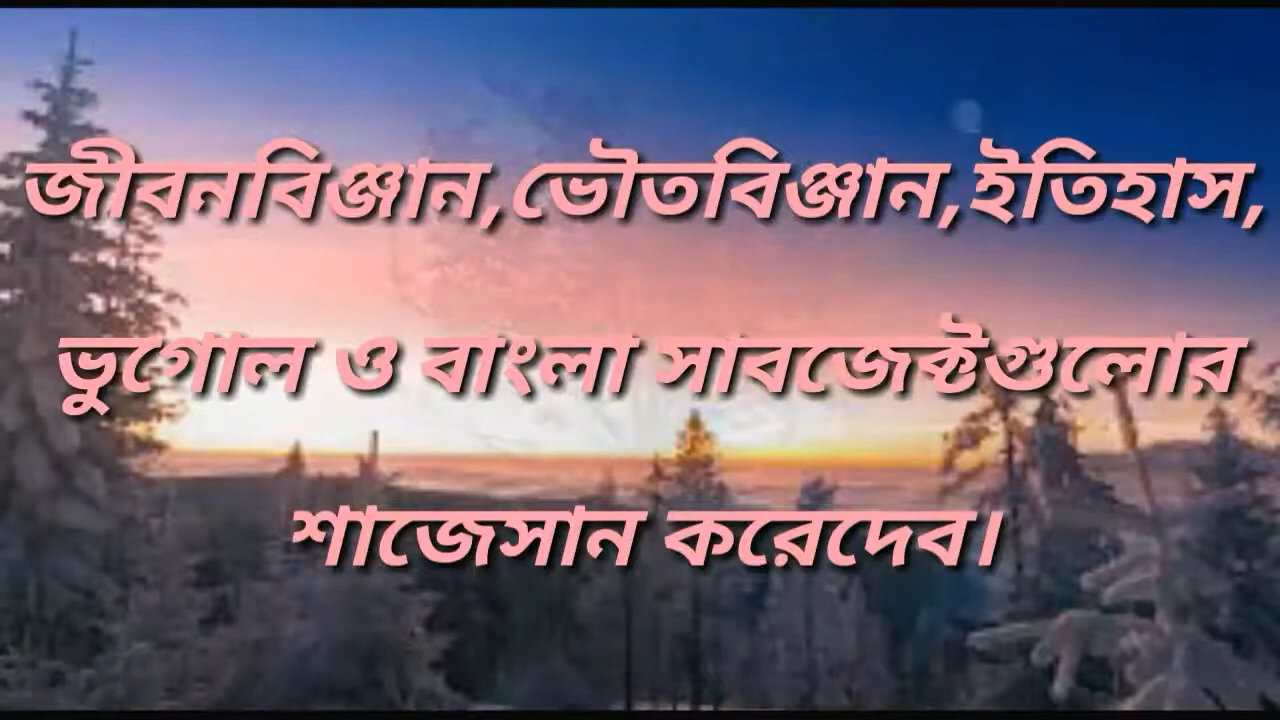 জীবনবিজ্ঞান,ভৌতবিজ্ঞান,ইতিহাস,
ভুগোল ও বাংলা সাবজেক্টগুলোর
শাজেসান করেদেব।